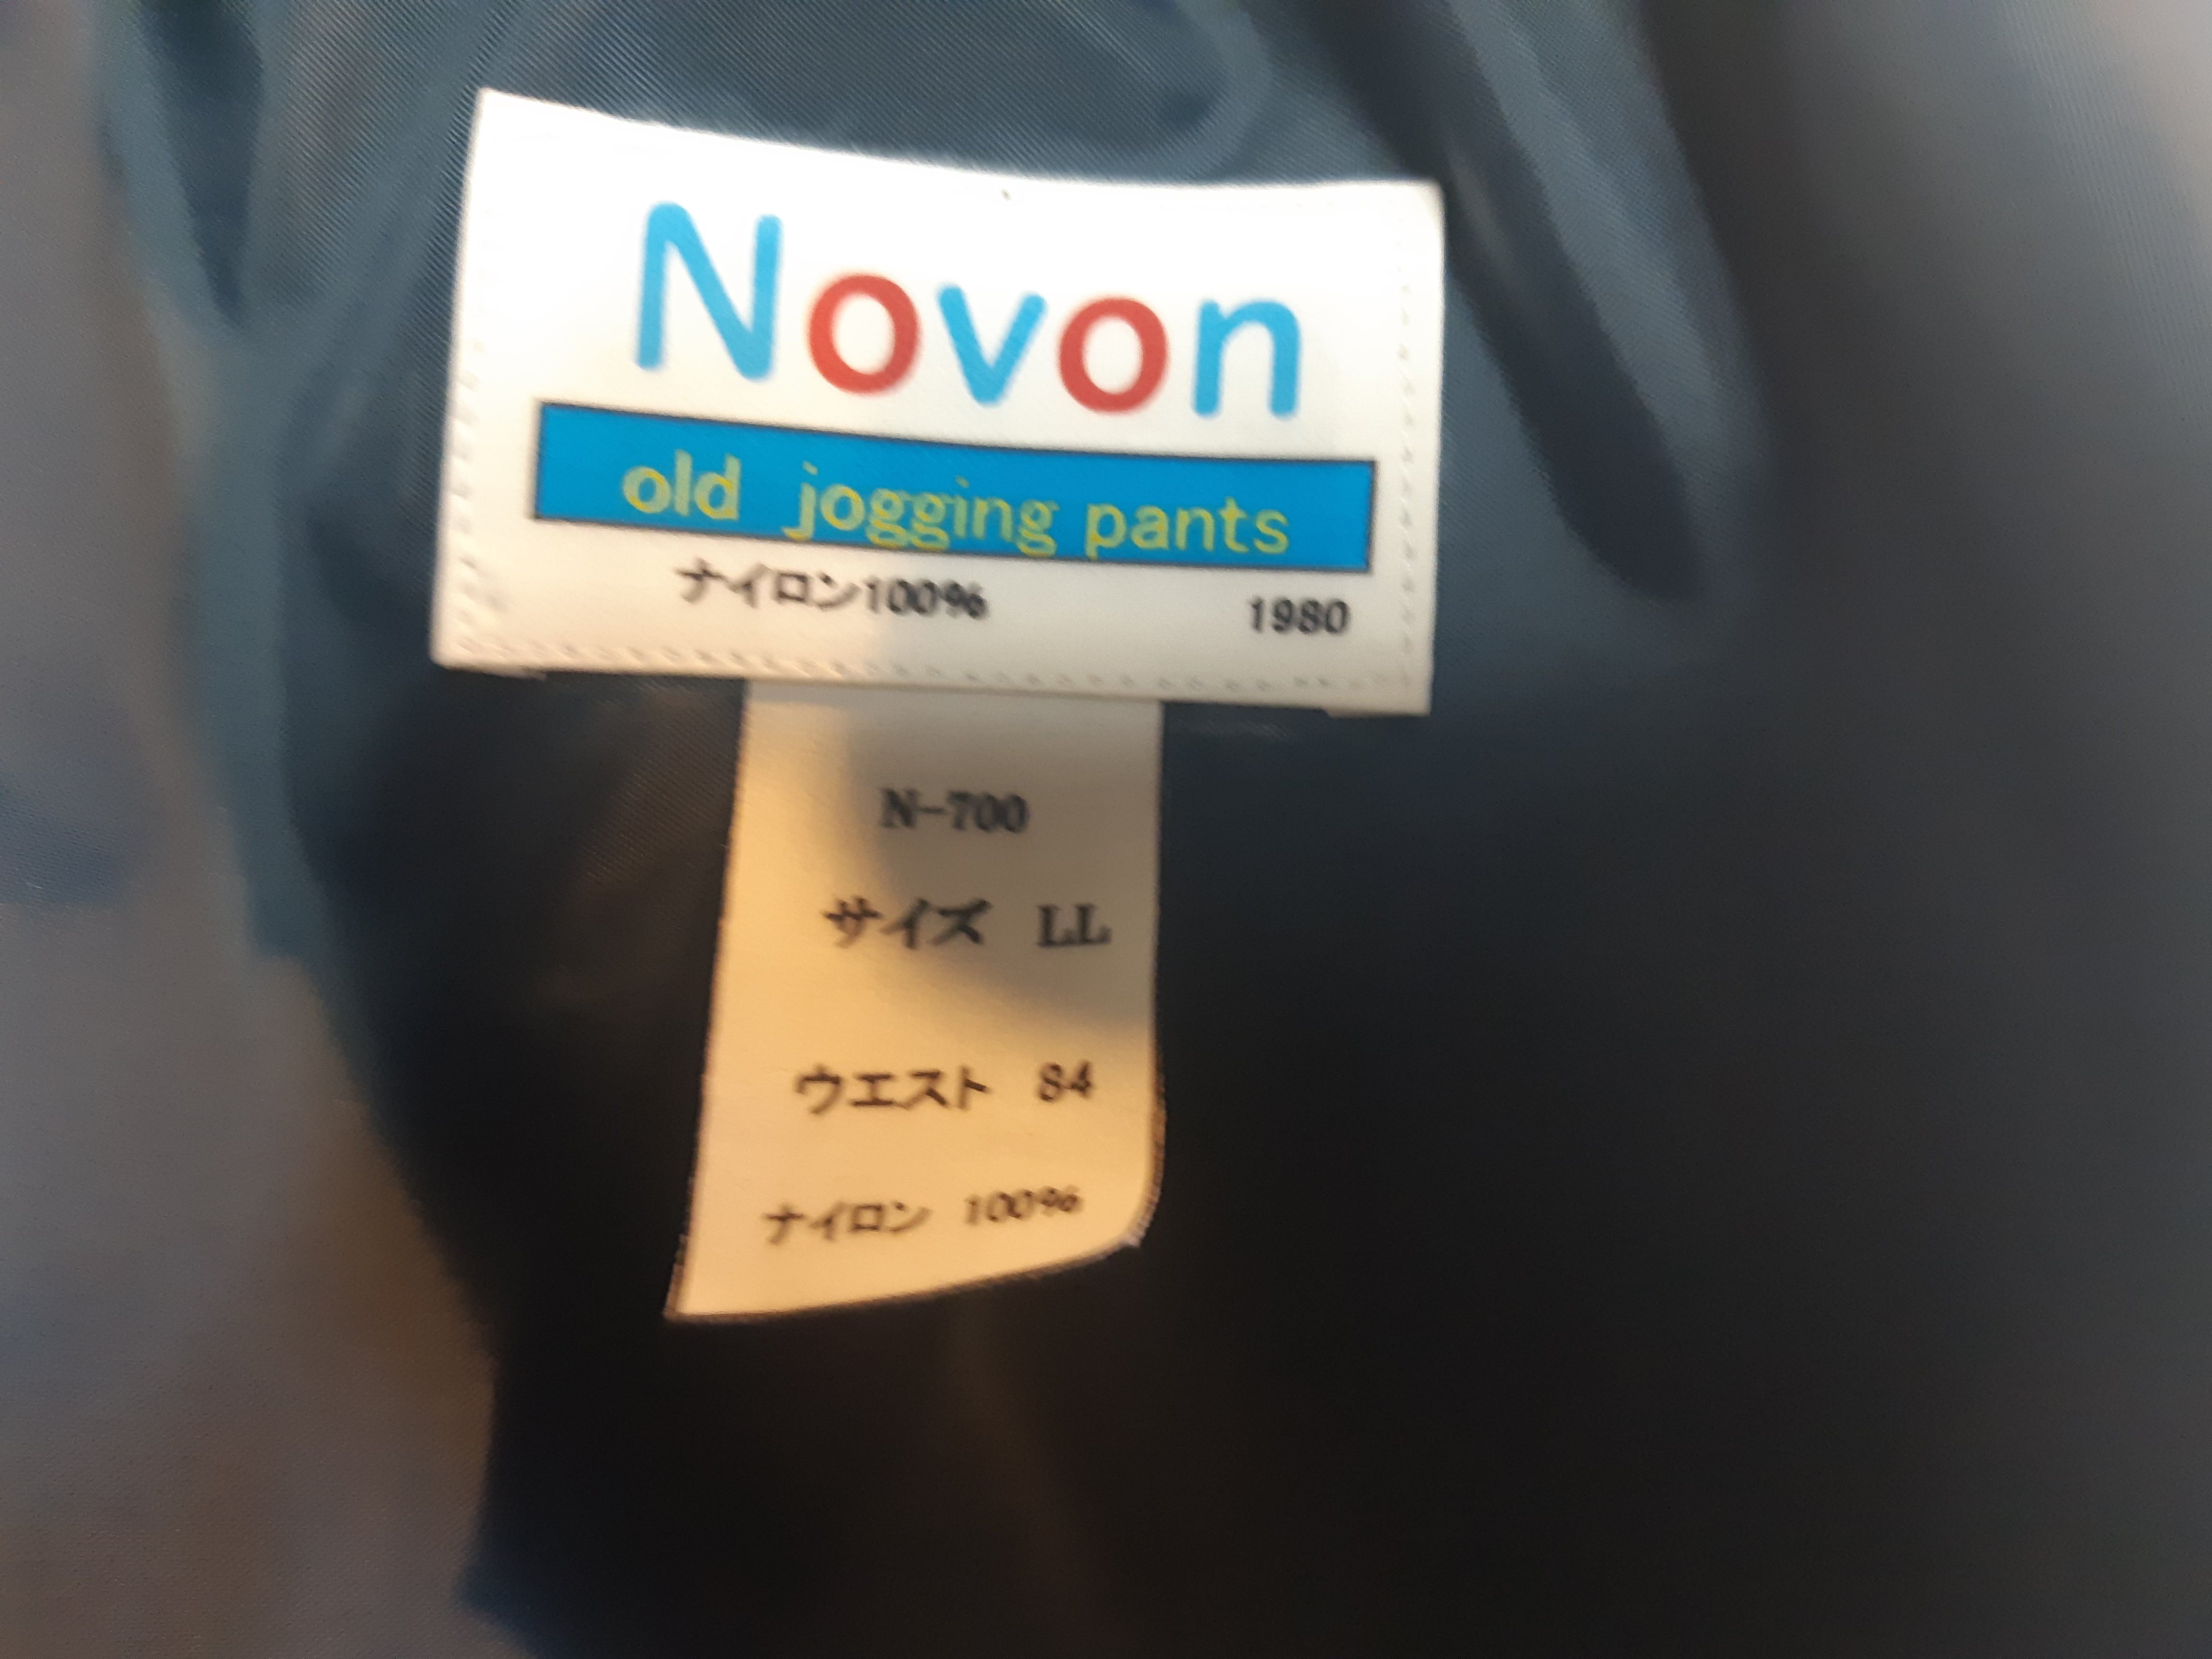 Novon
old jogging pants
ナイロン100% 1980
N-700
サイズ LL
ウエスト 84
ナイロン 100%